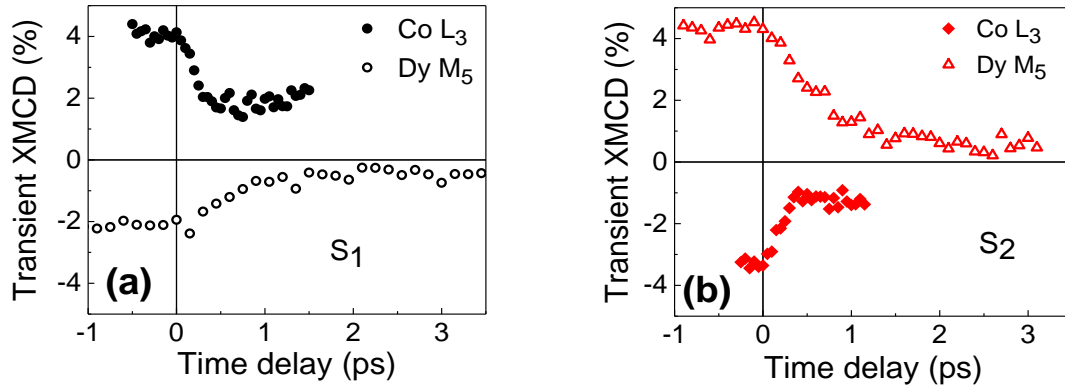 Transient XMCD (%)
4
2
0
-2
-4
Co L3
Dy M5
S1
(a)
-1 0 1 2 3
Time delay (ps)
Transient XMCD (%)
4
2
0
-2
-4
Co L3
Dy M5
S2
(b)
-1 0 1 2 3
Time delay (ps)